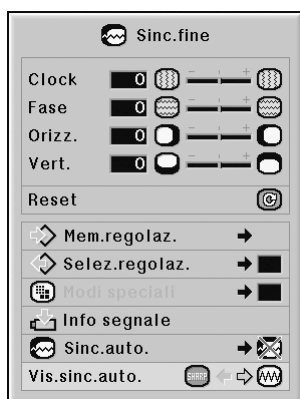 Sinc.fine
Clock 0 - +
Fase 0 - +
Orizz. 0 - +
Vert. 0 - +
Reset
Mem.regolaz.
Selez.regolaz.
Modi speciali
Info segnale
Sinc.auto.
Vis.sinc.auto. SHARP